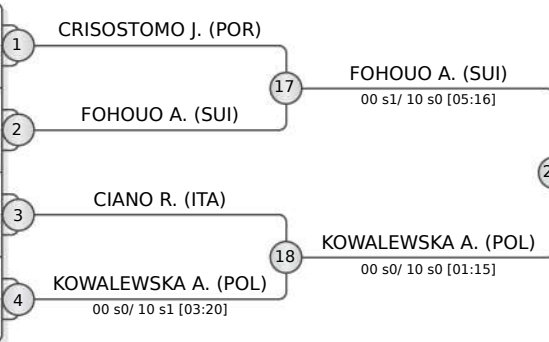 CRISOSTOMO J. (POR)
1
17
FOHOUO A. (SUI)
00 s1/ 10 s0 [05:16]
FOHOUO A. (SUI)
2
CIANO R. (ITA)
3
18
KOWALEWSKA A. (POL)
00 s0/ 10 s0 [01:15]
KOWALEWSKA A. (POL)
4
00 s0/ 10 s1 [03:20]